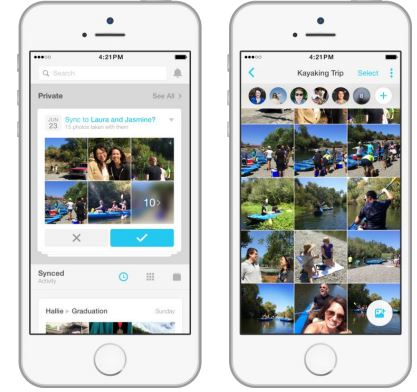 4:21PM
Search
Private
See All >
JUN
23
Sync to Laura and Jasmine?
15 photos taken with them
10>
Synced
Activity
Hallie ▸ Graduation
Sunday
4:21PM
Kayaking Trip
Select